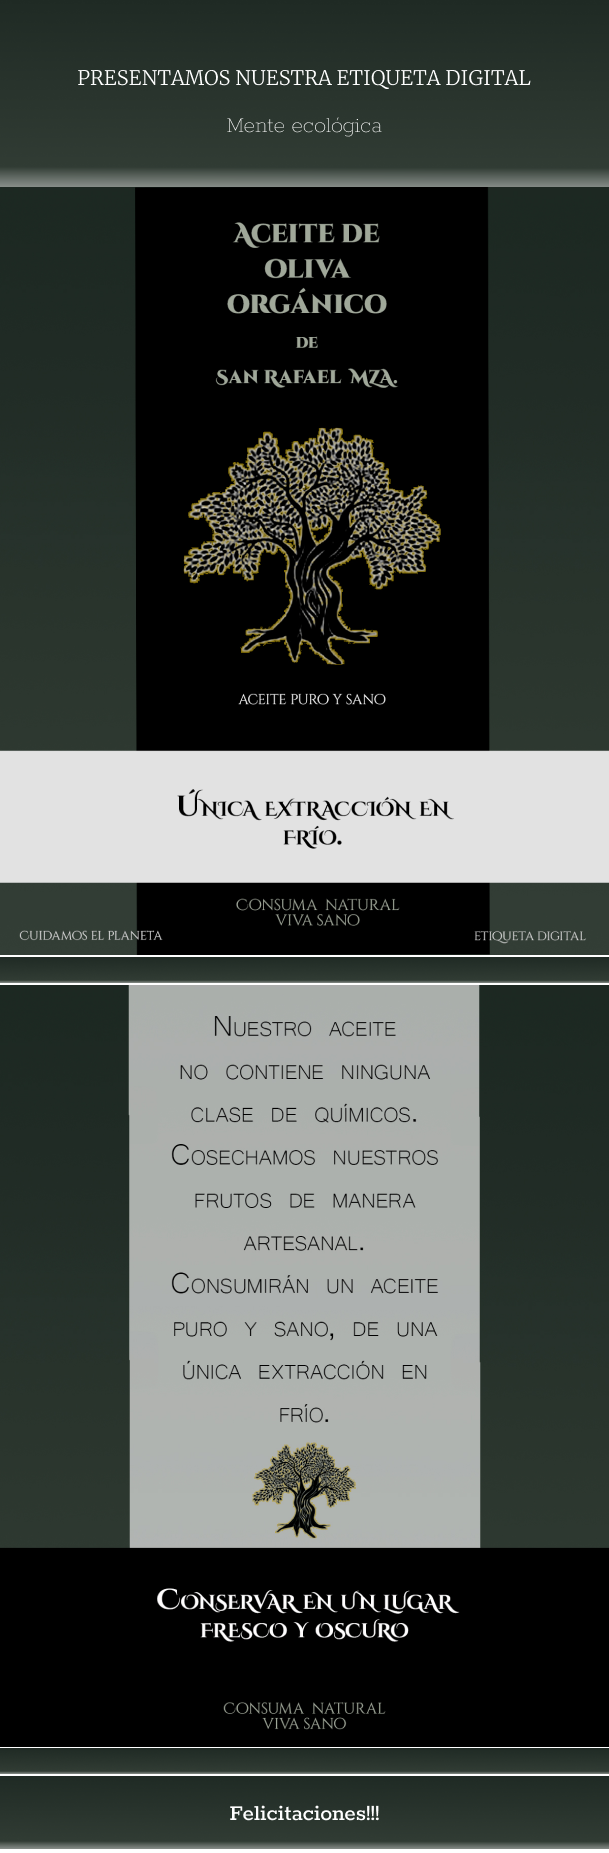 PRESENTAMOS NUESTRA ETIQUETA DIGITAL
Mente ecológica
ACEITE DE
OLIVA
ORGÁNICO
DE
SAN RAFAEL MZA.
ACEITE PURO Y SANO
ÚNICA EXTRACCIÓN EN
FRÍO.
CONSUMA NATURAL
VIVA SANO
CUIDAMOS EL PLANETA
ETIQUETA DIGITAL
NUESTRO ACEITE
NO CONTIENE NINGUNA
CLASE DE QUÍMICOS.
COSECHAMOS NUESTROS
FRUTOS DE MANERA
ARTESANAL.
CONSUMIRÁN UN ACEITE
PURO Y SANO, DE UNA
ÚNICA EXTRACCIÓN EN
FRÍO.
CONSERVAR EN UN LUGAR
FRESCO Y OSCURO
CONSUMA NATURAL
VIVA SANO
Felicitaciones!!!